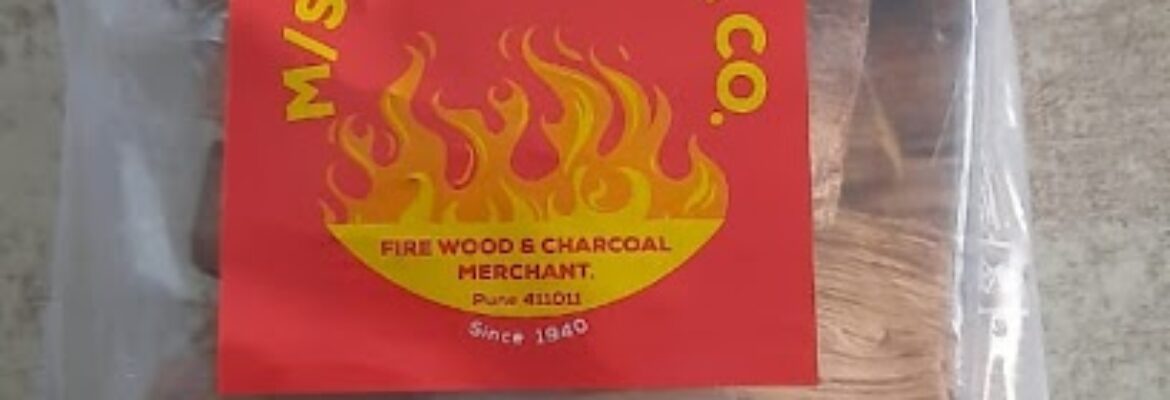 M/s
CO.
FIRE WOOD & CHARCOAL
MERCHANT.
Pune 411011
Since 1940